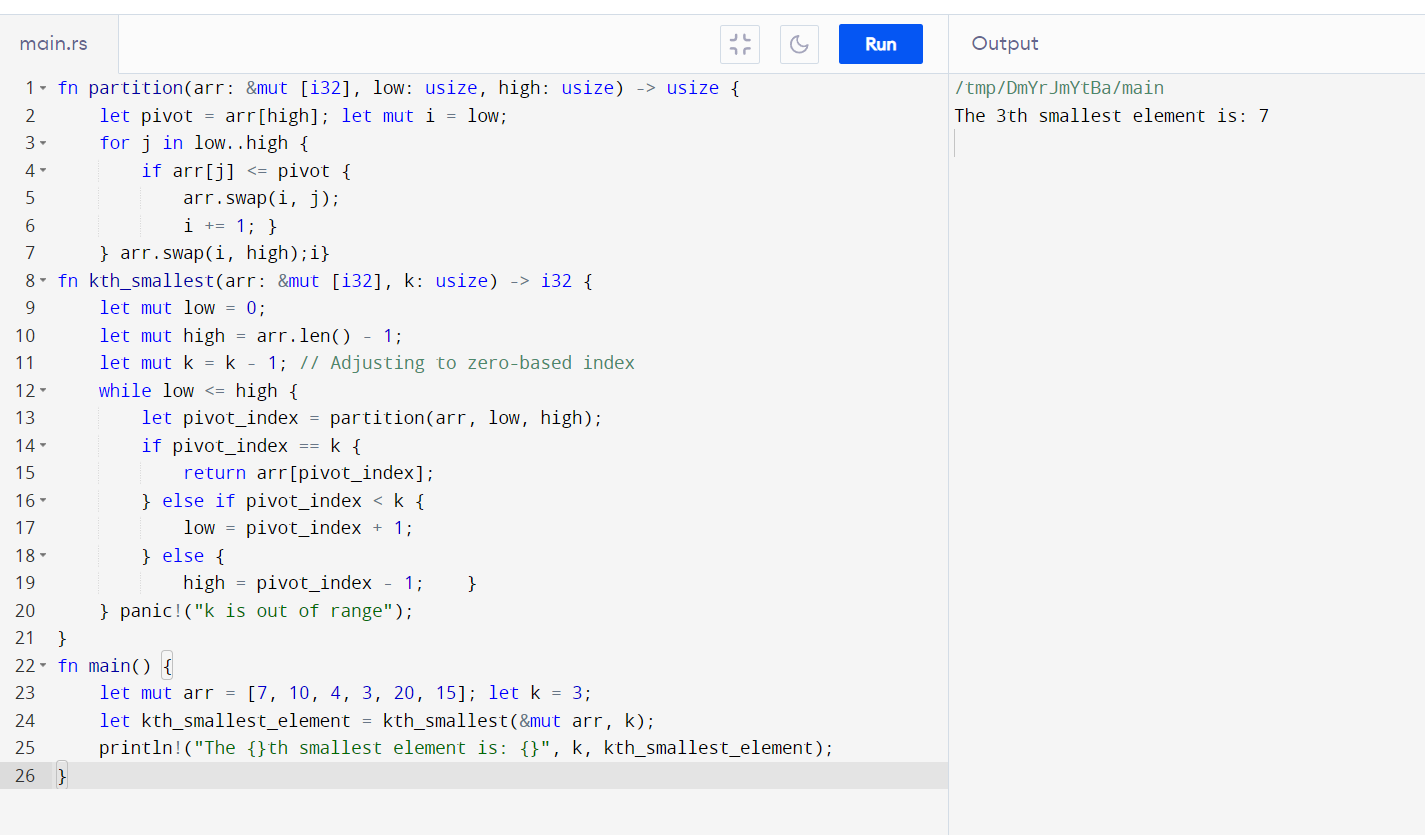 main.rs
Run
Output
1 fn partition(arr: &mut [i32], low: usize, high: usize) -> usize {
2     let pivot = arr[high]; let mut i = low;
3     for j in low..high {
4         if arr[j] <= pivot {
5             arr.swap(i, j);
6             i += 1; }
7     } arr.swap(i, high);i}
8 fn kth_smallest(arr: &mut [i32], k: usize) -> i32 {
9     let mut low = 0;
10     let mut high = arr.len() - 1;
11     let mut k = k - 1; // Adjusting to zero-based index
12     while low <= high {
13         let pivot_index = partition(arr, low, high);
14         if pivot_index == k {
15             return arr[pivot_index];
16         } else if pivot_index < k {
17             low = pivot_index + 1;
18         } else {
19             high = pivot_index - 1;    }
20     } panic!("k is out of range");
21 }
22 fn main() {
23     let mut arr = [7, 10, 4, 3, 20, 15]; let k = 3;
24     let kth_smallest_element = kth_smallest(&mut arr, k);
25     println!("The {}th smallest element is: {}", k, kth_smallest_element);
26 }
/tmp/DmYrJmYtBa/main
The 3th smallest element is: 7